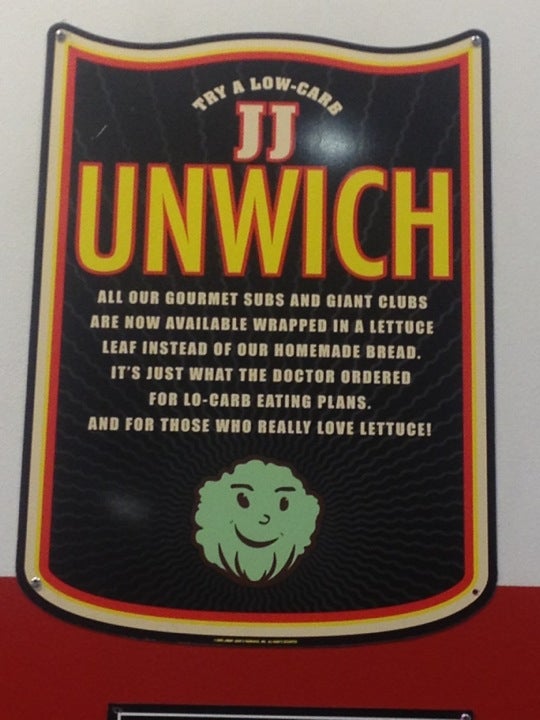 TRY A LOW-CARB
JJ
UNWICH
ALL OUR GOURMET SUBS AND GIANT CLUBS
ARE NOW AVAILABLE WRAPPED IN A LETTUCE
LEAF INSTEAD OF OUR HOMEMADE BREAD.
IT'S JUST WHAT THE DOCTOR ORDERED
FOR LO-CARB EATING PLANS.
AND FOR THOSE WHO REALLY LOVE LETTUCE!